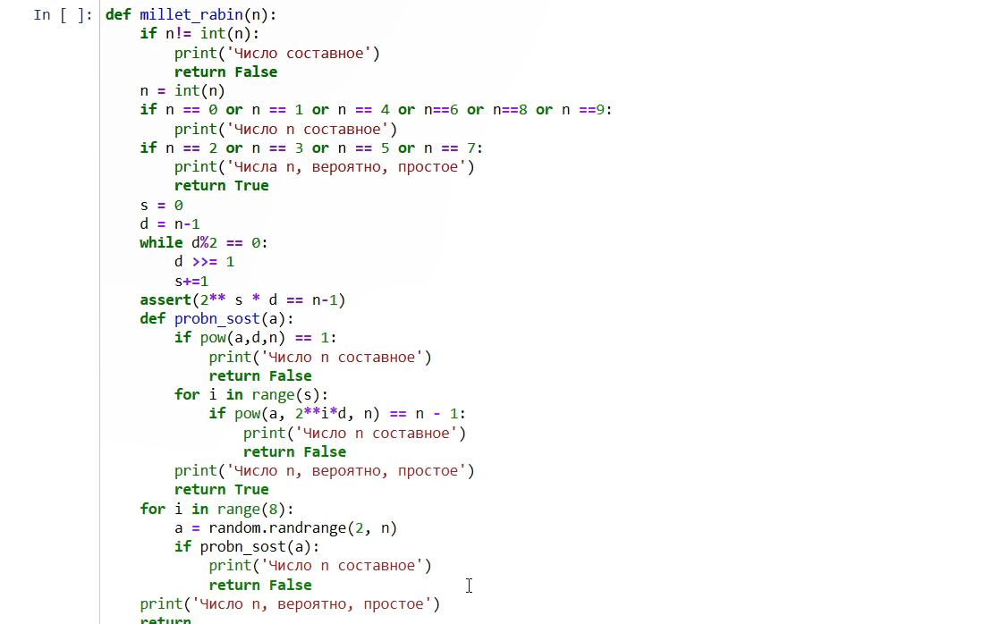 In [ ]: def millet_rabin(n):
    if n!= int(n):
        print('Число составное')
        return False
    n = int(n)
    if n == 0 or n == 1 or n == 4 or n==6 or n==8 or n ==9:
        print('Число n составное')
    if n == 2 or n == 3 or n == 5 or n == 7:
        print('Числа n, вероятно, простое')
        return True
    s = 0
    d = n-1
    while d%2 == 0:
        d >>= 1
        s+=1
    assert(2** s * d == n-1)
    def probn_sost(a):
        if pow(a,d,n) == 1:
            print('Число n составное')
            return False
        for i in range(s):
            if pow(a, 2**i*d, n) == n - 1:
                print('Число n составное')
                return False
        print('Число n, вероятно, простое')
        return True
    for i in range(8):
        a = random.randrange(2, n)
        if probn_sost(a):
            print('Число n составное')
            return False
    print('Число n, вероятно, простое')
    return